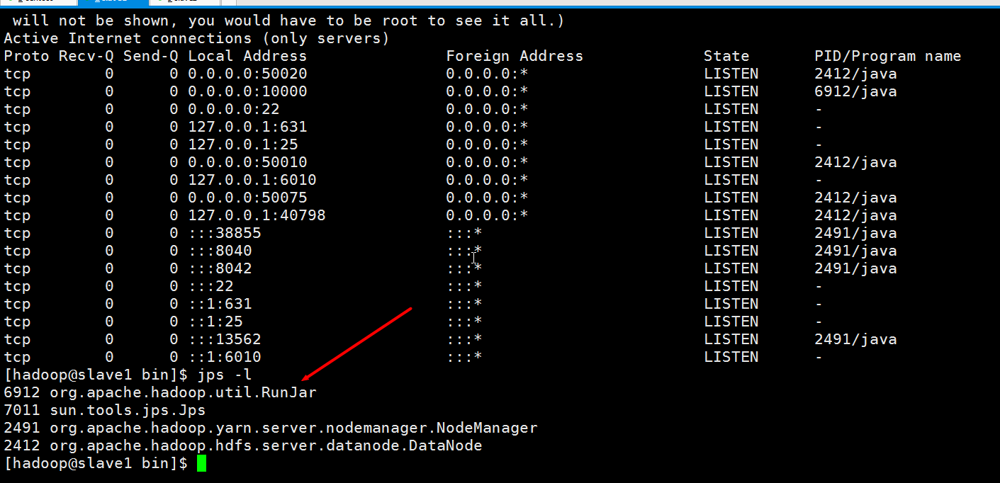 will not be shown, you would have to be root to see it all.)
Active Internet connections (only servers)
Proto Recv-Q Send-Q Local Address Foreign Address State PID/Program name
tcp 0 0 0.0.0.0:50020 0.0.0.0:* LISTEN 2412/java
tcp 0 0 0.0.0.0:10000 0.0.0.0:* LISTEN 6912/java
tcp 0 0 0.0.0.0:22 0.0.0.0:* LISTEN -
tcp 0 0 127.0.0.1:631 0.0.0.0:* LISTEN -
tcp 0 0 127.0.0.1:25 0.0.0.0:* LISTEN -
tcp 0 0 0.0.0.0:50010 0.0.0.0:* LISTEN 2412/java
tcp 0 0 127.0.0.1:6010 0.0.0.0:* LISTEN -
tcp 0 0 0.0.0.0:50075 0.0.0.0:* LISTEN 2412/java
tcp 0 0 127.0.0.1:40798 0.0.0.0:* LISTEN 2412/java
tcp 0 0 :::38855 :::* LISTEN 2491/java
tcp 0 0 :::8040 :::* LISTEN 2491/java
tcp 0 0 :::8042 :::* LISTEN 2491/java
tcp 0 0 :::22 :::* LISTEN -
tcp 0 0 ::1:631 :::* LISTEN -
tcp 0 0 ::1:25 :::* LISTEN -
tcp 0 0 :::13562 :::* LISTEN 2491/java
tcp 0 0 ::1:6010 :::* LISTEN -
[hadoop@slave1 bin]$ jps -l
6912 org.apache.hadoop.util.RunJar
7011 sun.tools.jps.Jps
2491 org.apache.hadoop.yarn.server.nodemanager.NodeManager
2412 org.apache.hadoop.hdfs.server.datanode.DataNode
[hadoop@slave1 bin]$